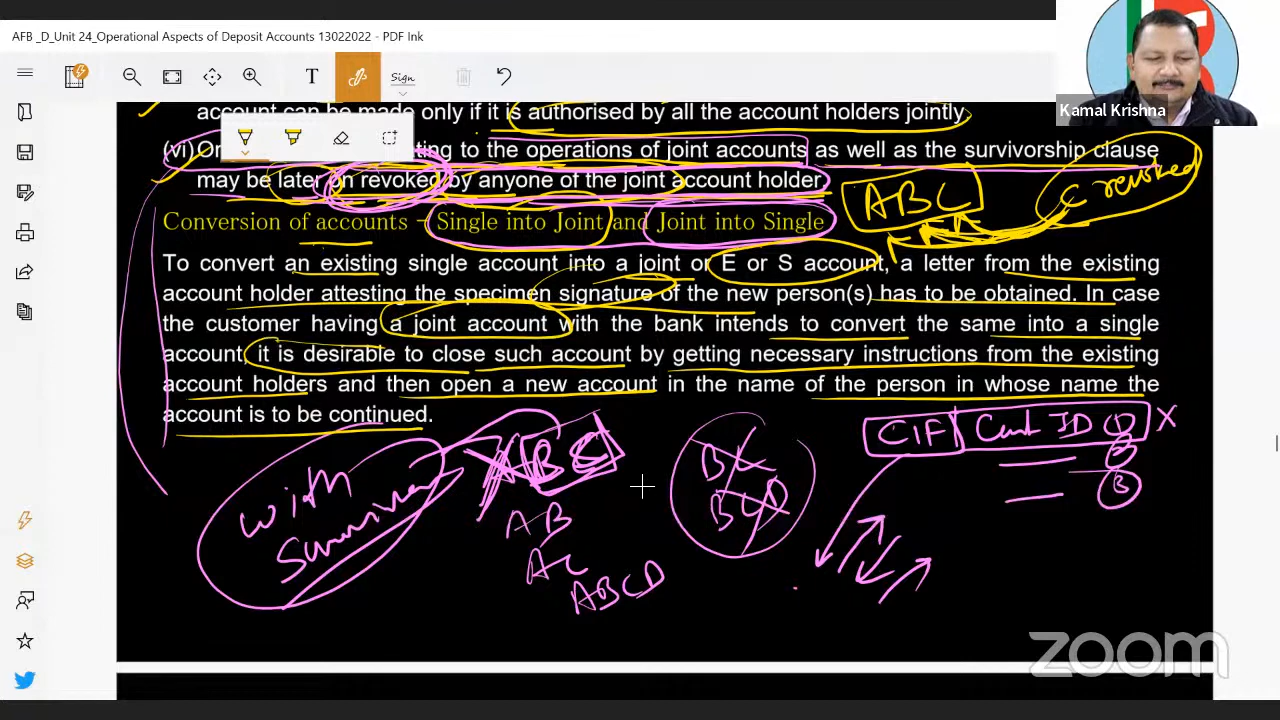 AFB _D_Unit 24_Operational Aspects of Deposit Accounts 13022022 - PDF Ink
T
Sign
Kamal Krishna
account can be made only if it is authorised by all the account holders jointly.
(vi) ting to the operations of joint accounts as well as the survivorship clause
may be later on revoked by anyone of the joint account holder.
ABC
C revoked
Conversion of accounts - Single into Joint and Joint into Single
To convert an existing single account into a joint or E or S account, a letter from the existing
account holder attesting the specimen signature of the new person(s) has to be obtained. In case
the customer having a joint account with the bank intends to convert the same into a single
account it is desirable to close such account by getting necessary instructions from the existing
account holders and then open a new account in the name of the person in whose name the
account is to be continued.
CIF Cust ID (1) X
2
3
with
B C
AB
AC
ABCD
BC
BCD
zoom